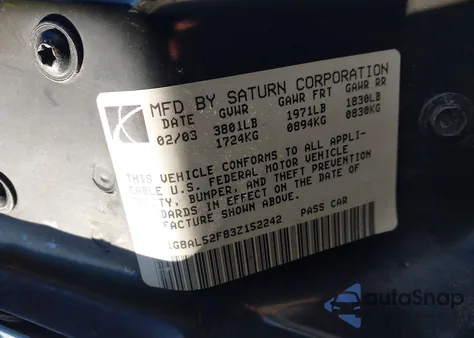 MFD BY SATURN CORPORATION
DATE GVWR GAWR FRT GAWR RR
02/03 3801LB 1971LB 1830LB
1724KG 0894KG 0830KG
THIS VEHICLE CONFORMS TO ALL APPLI-
CABLE U.S. FEDERAL MOTOR VEHICLE
SAFETY, BUMPER, AND THEFT PREVENTION
STANDARDS IN EFFECT ON THE DATE OF
MANUFACTURE SHOWN ABOVE.
1G8AL52F83Z152242 PASS CAR
autoSnap